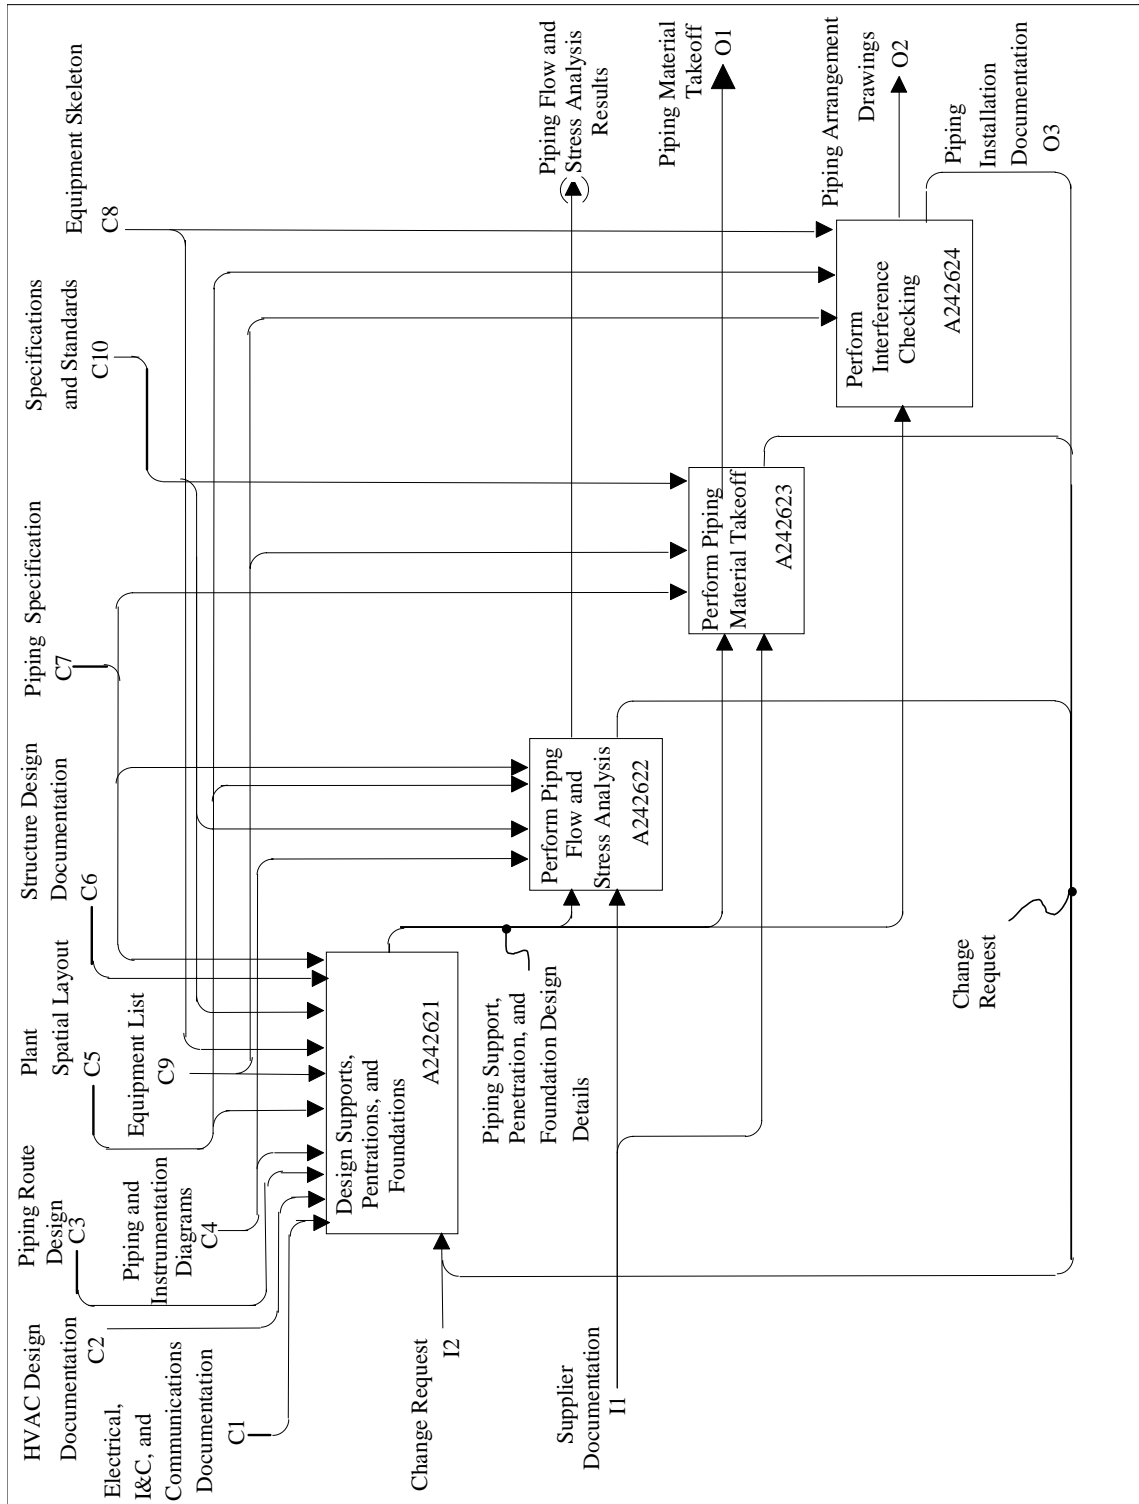 HVAC Design
Documentation
C2
Electrical,
I&C, and
Communications
Documentation
C1
Piping Route
Design
C3
Piping and
Instrumentation
Diagrams
C4
Plant
Spatial Layout
C5
Equipment List
C9
Structure Design
Documentation
C6
Piping Specification
C7
Specifications
and Standards
C10
Equipment Skeleton
C8
Change Request
I2
Supplier
Documentation
I1
Design Supports,
Pentrations, and
Foundations
A242621
Piping Support,
Penetration, and
Foundation Design
Details
Perform Pipng
Flow and
Stress Analysis
A242622
Perform Piping
Material Takeoff
A242623
Perform
Interference
Checking
A242624
Change
Request
Piping Flow and
Stress Analysis
Results
Piping Material
Takeoff
O1
Piping Arrangement
Drawings
O2
Piping
Installation
Documentation
O3